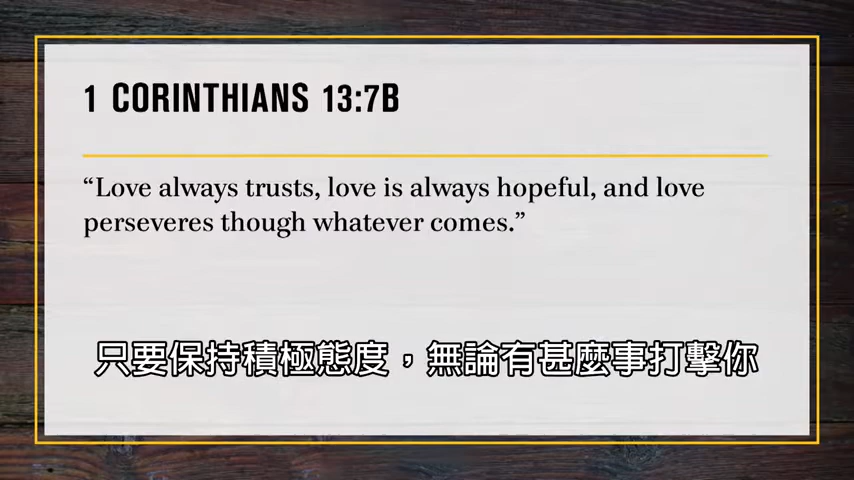 1 CORINTHIANS 13:7B
“Love always trusts, love is always hopeful, and love
perseveres though whatever comes.”
只要保持積極態度，無論有甚麼事打擊你